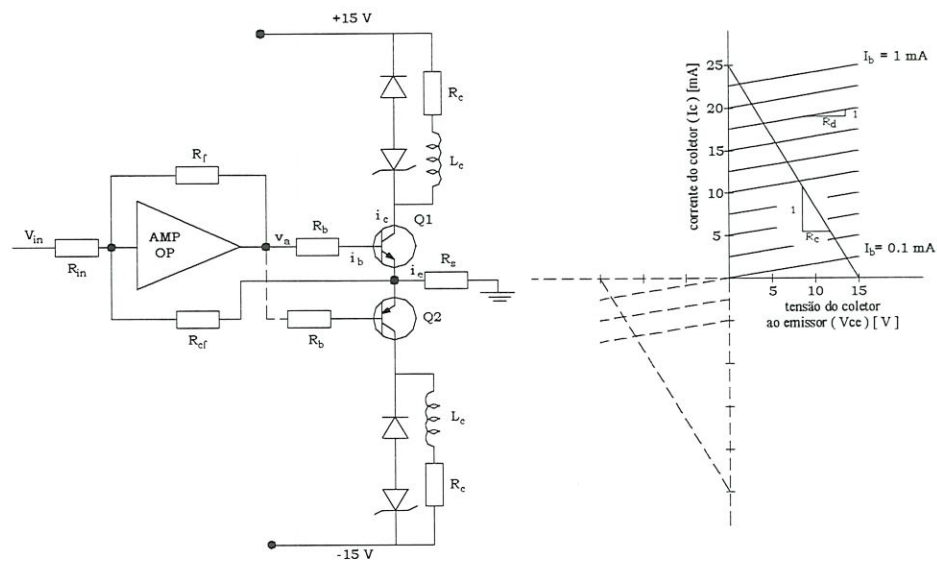 +15 V
R_c
L_c
R_f
i_c
Q1
V_in
AMP
OP
v_a
R_b
R_in
i_b
i_e
R_s
Q2
R_cf
R_b
L_c
R_c
-15 V
corrente do coletor ( Ic ) [ mA ]
25
20
15
10
5
I_b = 1 mA
R_d
1
1
R_c
I_b = 0.1 mA
5
10
15
tensão do coletor
ao emissor ( Vce ) [ V ]